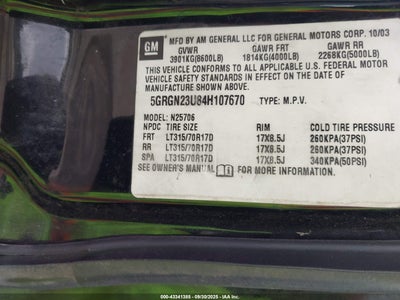 GM
MFD BY AM GENERAL LLC FOR GENERAL MOTORS CORP. 10/03
GVWR GAWR FRT GAWR RR
3901KG(8600LB) 1814KG(4000LB) 2268KG(5000LB)
THIS VEHICLE CONFORMS TO ALL APPLICABLE U.S. FEDERAL MOTOR
VEHICLE SAFETY STANDARDS IN EFFECT ON THE DATE OF
MANUFACTURE SHOWN ABOVE.
5GRGN23U84H107670 TYPE: M.P.V.
MODEL: N25706
NPDC TIRE SIZE RIM COLD TIRE PRESSURE
FRT LT315/70R17D 17X8.5J 260KPA(37PSI)
RR LT315/70R17D 17X8.5J 260KPA(37PSI)
SPA LT315/70R17D 17X8.5J 340KPA(50PSI)
SEE OWNER'S MANUAL FOR MORE INFORMATION.
000-43341388 - 09/30/2025 - www.iaai.com